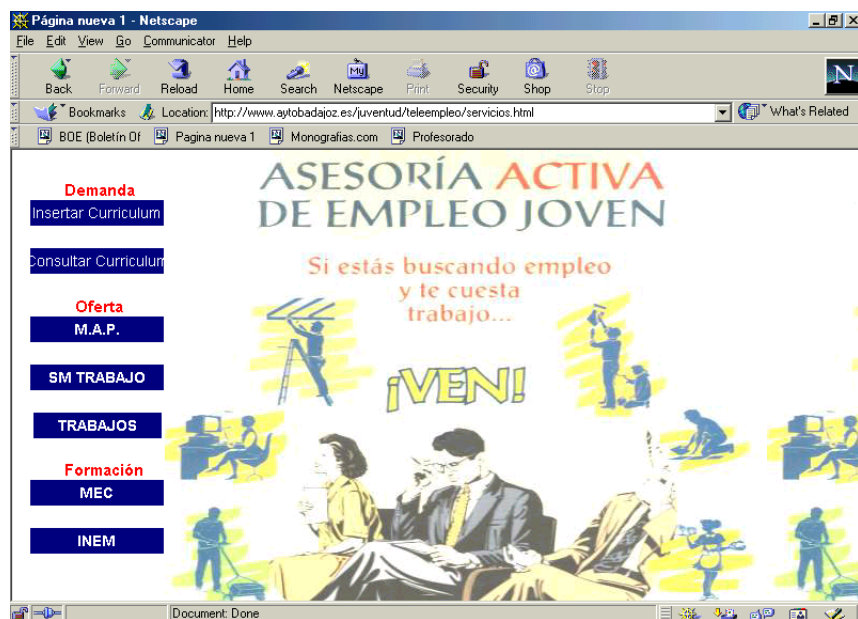 Página nueva 1 - Netscape
File Edit View Go Communicator Help
My
Back Forward Reload Home Search Netscape Print Security Shop Stop
N
Bookmarks Location: http://www.aytobadajoz.es/juventud/teleempleo/servicios.html What's Related
BOE (Boletín Of Pagina nueva 1 Monografias.com Profesorado
ASESORÍA ACTIVA
DE EMPLEO JOVEN
Si estás buscando empleo
y te cuesta
trabajo...
¡VEN!
Demanda
Insertar Curriculum
Consultar Curriculum
Oferta
M.A.P.
SM TRABAJO
TRABAJOS
Formación
MEC
INEM
Document: Done